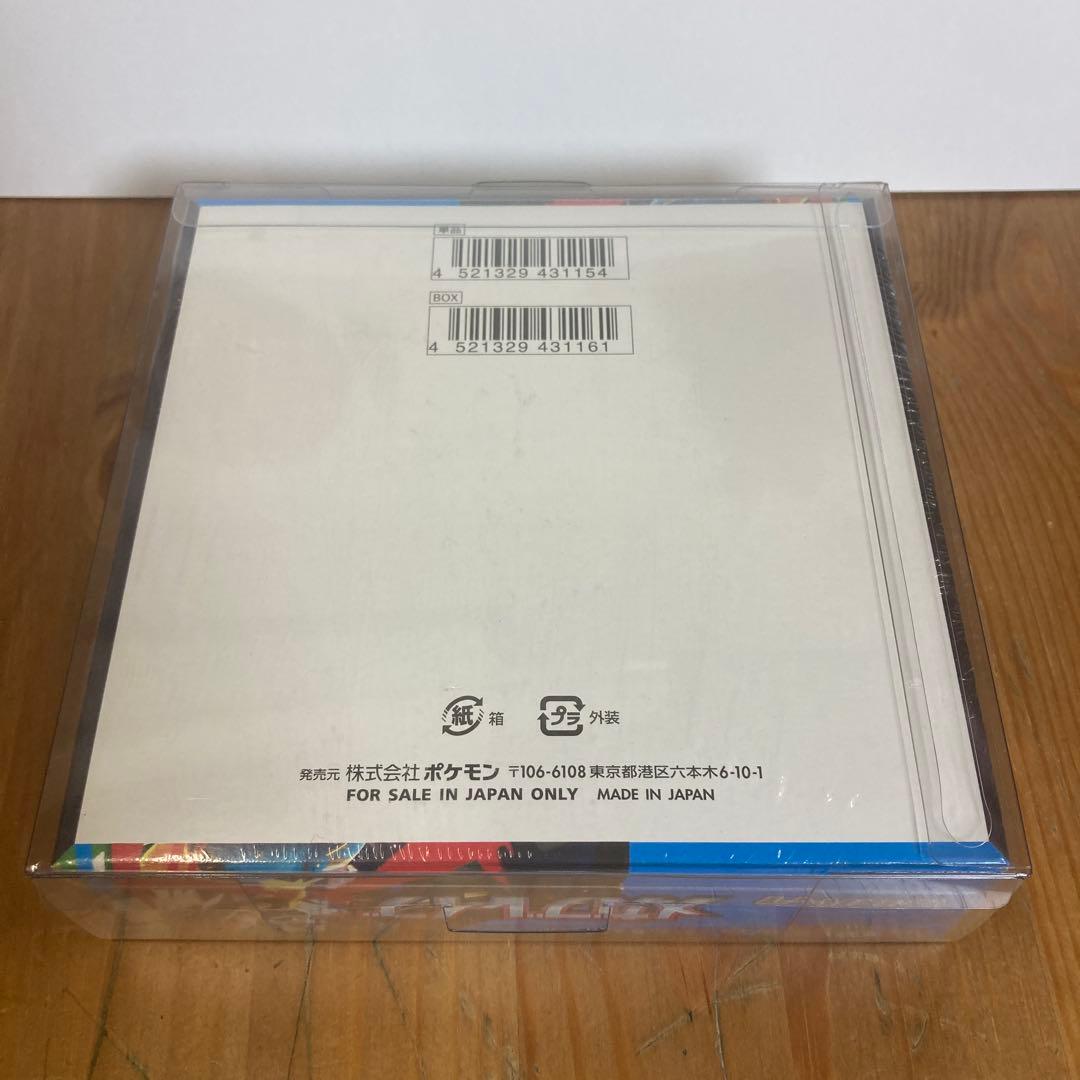 単品
4 521329 431154
BOX
4 521329 431161
紙 箱 プラ 外装
発売元 株式会社 ポケモン 〒106-6108 東京都港区六本木6-10-1
FOR SALE IN JAPAN ONLY MADE IN JAPAN